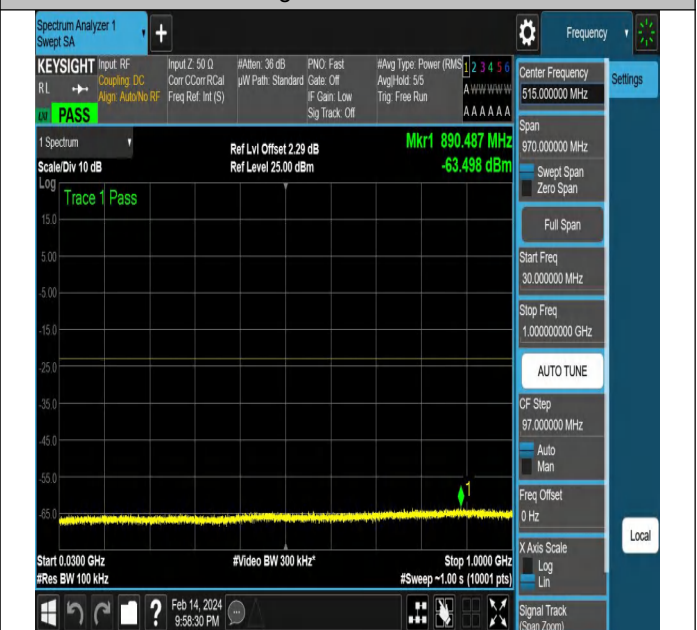 Spectrum Analyzer 1
Swept SA
+
Frequency
KEYSIGHT
RL
LXI
PASS
Input: RF
Coupling: DC
Align: Auto/No RF
Input Z: 50 Ω
Corr CCorr RCal
Freq Ref: Int (S)
#Atten: 36 dB
µW Path: Standard
PNO: Fast
Gate: Off
IF Gain: Low
Sig Track: Off
#Avg Type: Power (RMS
Avg|Hold: 5/5
Trig: Free Run
1 2 3 4 5 6
A W W W W W
A A A A A A
1 Spectrum
Scale/Div 10 dB
Ref Lvl Offset 2.29 dB
Ref Level 25.00 dBm
Mkr1 890.487 MHz
-63.498 dBm
Log
Trace 1 Pass
15.0
5.00
-5.00
-15.0
-25.0
-35.0
-45.0
-55.0
-65.0
1
Start 0.0300 GHz
#Res BW 100 kHz
#Video BW 300 kHz*
Stop 1.0000 GHz
#Sweep ~1.00 s (10001 pts)
?
Feb 14, 2024
9:58:30 PM
Center Frequency
515.000000 MHz
Span
970.000000 MHz
Swept Span
Zero Span
Full Span
Start Freq
30.000000 MHz
Stop Freq
1.000000000 GHz
AUTO TUNE
CF Step
97.000000 MHz
Auto
Man
Freq Offset
0 Hz
X Axis Scale
Log
Lin
Signal Track
(Span Zoom)
Settings
Local